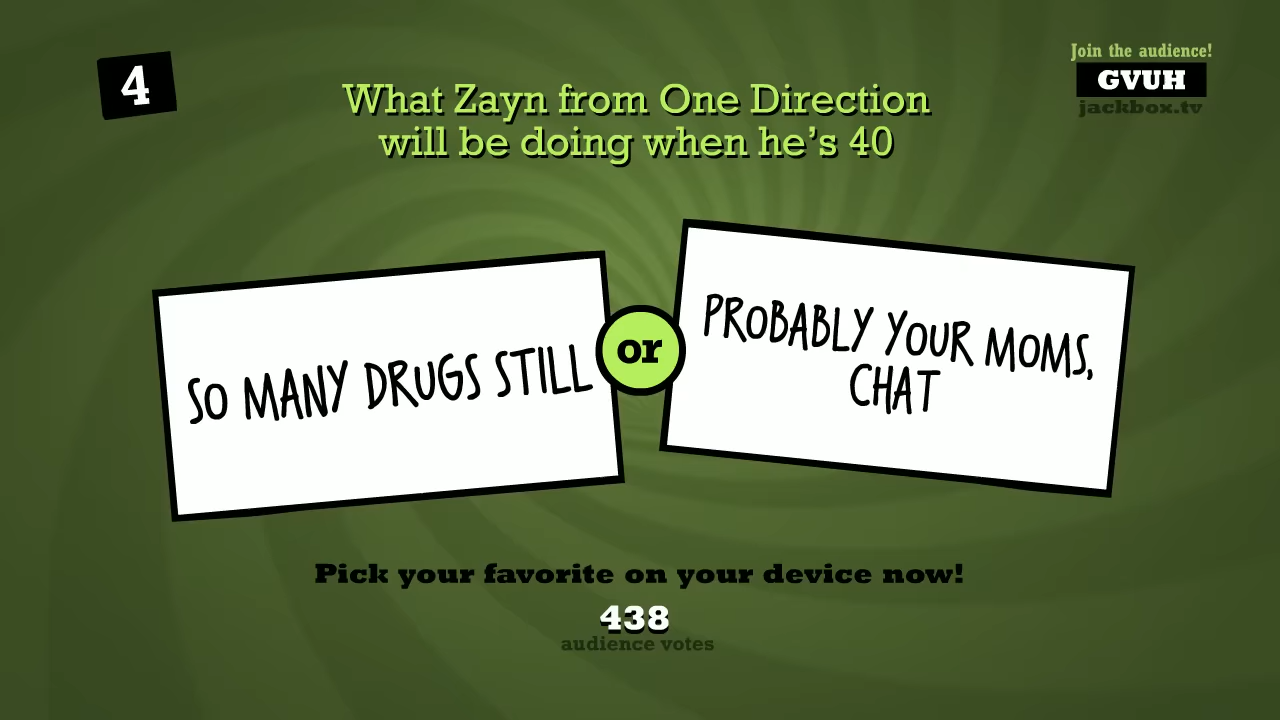 4
Join the audience!
GVUH
jackbox.tv
What Zayn from One Direction
will be doing when he's 40
SO MANY DRUGS STILL
or
PROBABLY YOUR MOMS,
CHAT
Pick your favorite on your device now!
438
audience votes